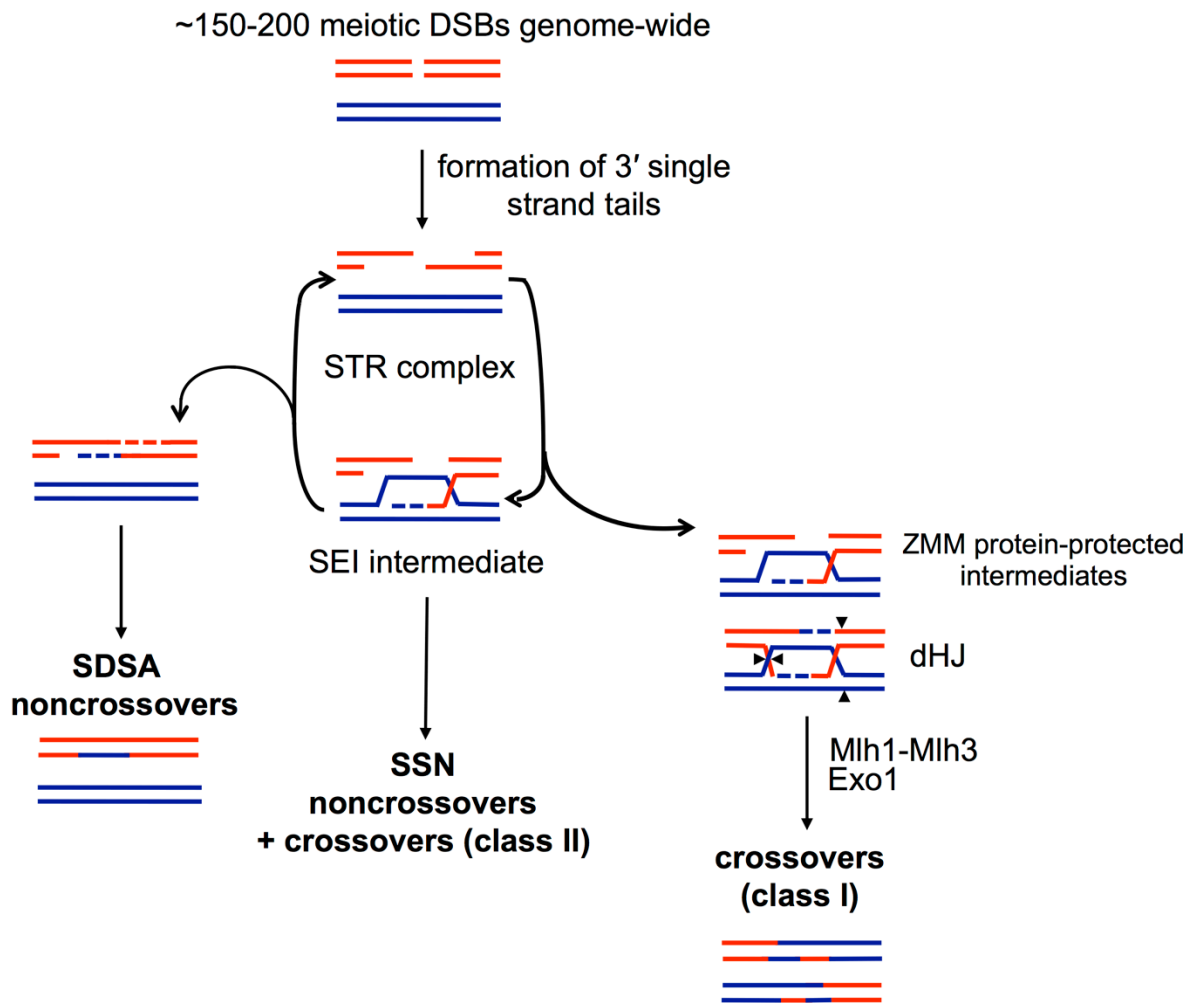 ~150-200 meiotic DSBs genome-wide
formation of 3′ single
strand tails
STR complex
SEI intermediate
ZMM protein-protected
intermediates
dHJ
SDSA
noncrossovers
SSN
noncrossovers
+ crossovers (class II)
Mlh1-Mlh3
Exo1
crossovers
(class I)